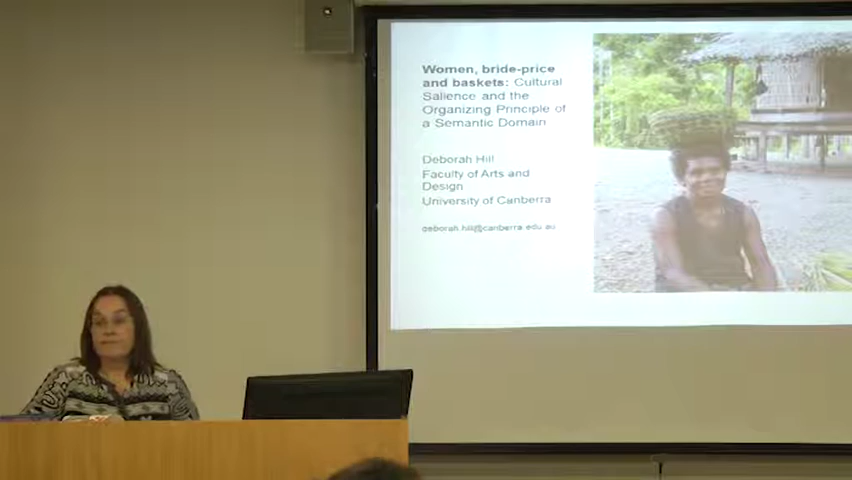 Women, bride-price
and baskets: Cultural
Salience and the
Organizing Principle of
a Semantic Domain
Deborah Hill
Faculty of Arts and
Design
University of Canberra
deborah.hill@canberra.edu.au